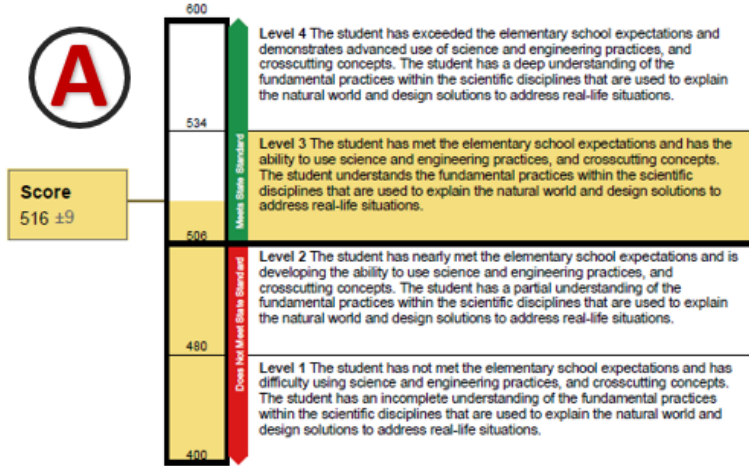 600
A
Level 4 The student has exceeded the elementary school expectations and
demonstrates advanced use of science and engineering practices, and
crosscutting concepts. The student has a deep understanding of the
fundamental practices within the scientific disciplines that are used to explain
the natural world and design solutions to address real-life situations.
534
Meets State Standard
Level 3 The student has met the elementary school expectations and has the
ability to use science and engineering practices, and crosscutting concepts.
The student understands the fundamental practices within the scientific
disciplines that are used to explain the natural world and design solutions to
address real-life situations.
Score
516 ±9
506
Does Not Meet State Standard
Level 2 The student has nearly met the elementary school expectations and is
developing the ability to use science and engineering practices, and
crosscutting concepts. The student has a partial understanding of the
fundamental practices within the scientific disciplines that are used to explain
the natural world and design solutions to address real-life situations.
480
Level 1 The student has not met the elementary school expectations and has
difficulty using science and engineering practices, and crosscutting concepts.
The student has an incomplete understanding of the fundamental practices
within the scientific disciplines that are used to explain the natural world and
design solutions to address real-life situations.
400